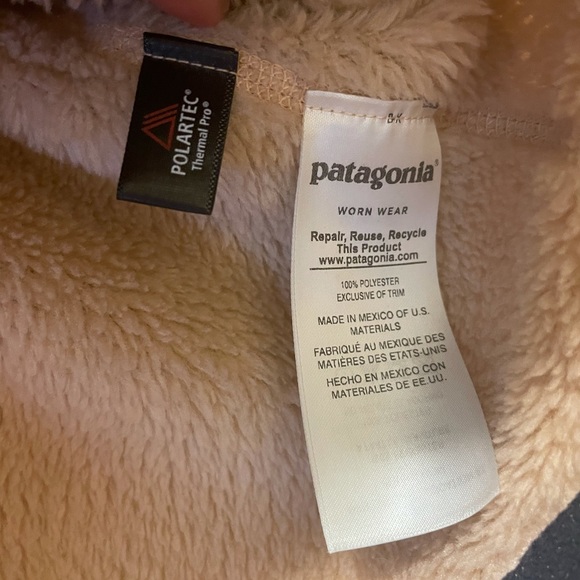 POLARTEC®
Thermal Pro®
patagonia®
WORN WEAR
Repair, Reuse, Recycle
This Product
www.patagonia.com
100% POLYESTER
EXCLUSIVE OF TRIM
MADE IN MEXICO OF U.S.
MATERIALS
FABRIQUÉ AU MEXIQUE DES
MATIÈRES DES ETATS-UNIS
HECHO EN MEXICO CON
MATERIALES DE EE.UU.